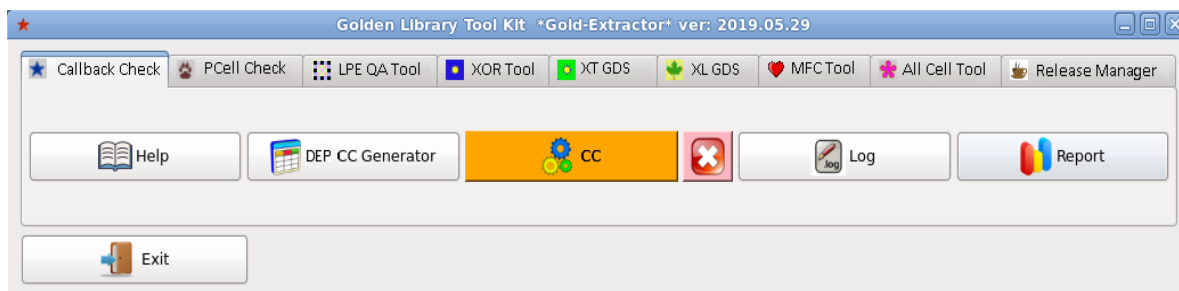 Golden Library Tool Kit *Gold-Extractor* ver: 2019.05.29
Callback Check PCell Check LPE QA Tool XOR Tool XT GDS XL GDS MFC Tool All Cell Tool Release Manager
Help DEP CC Generator CC .log Log Report
Exit